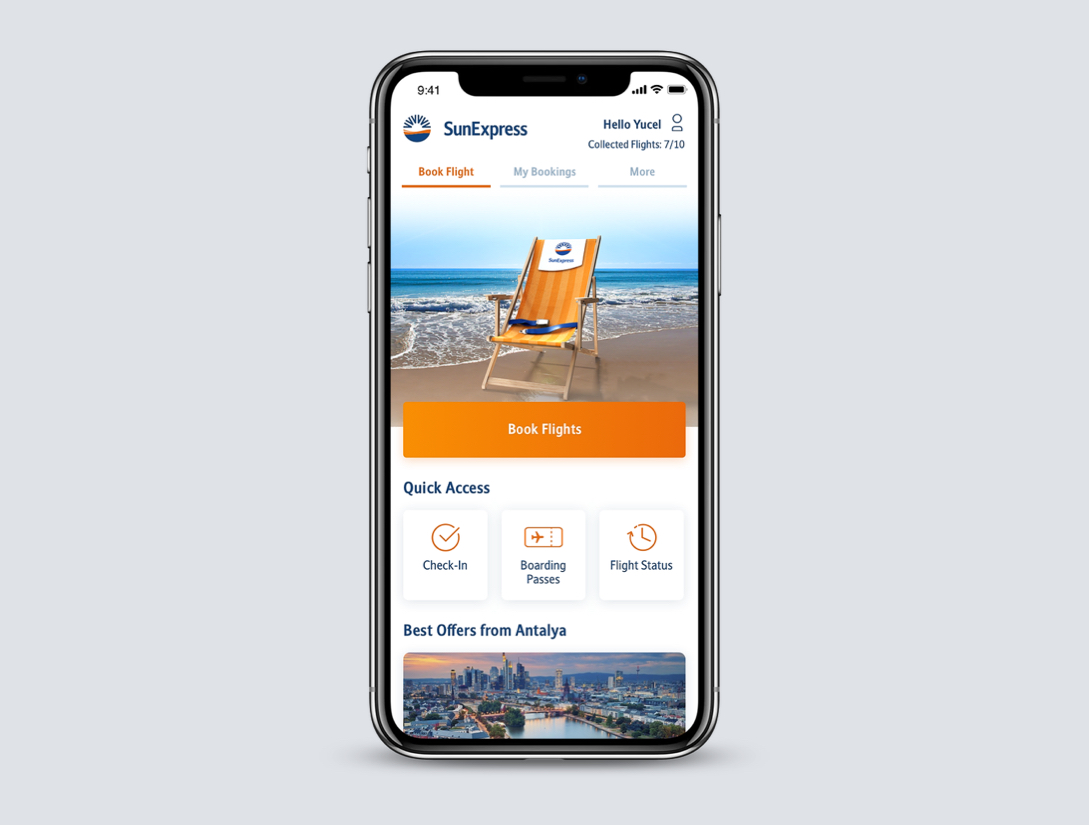 9:41
SunExpress
Hello Yucel
Collected Flights: 7/10
Book Flight
My Bookings
More
SunExpress
Book Flights
Quick Access
Check-In
Boarding
Passes
Flight Status
Best Offers from Antalya